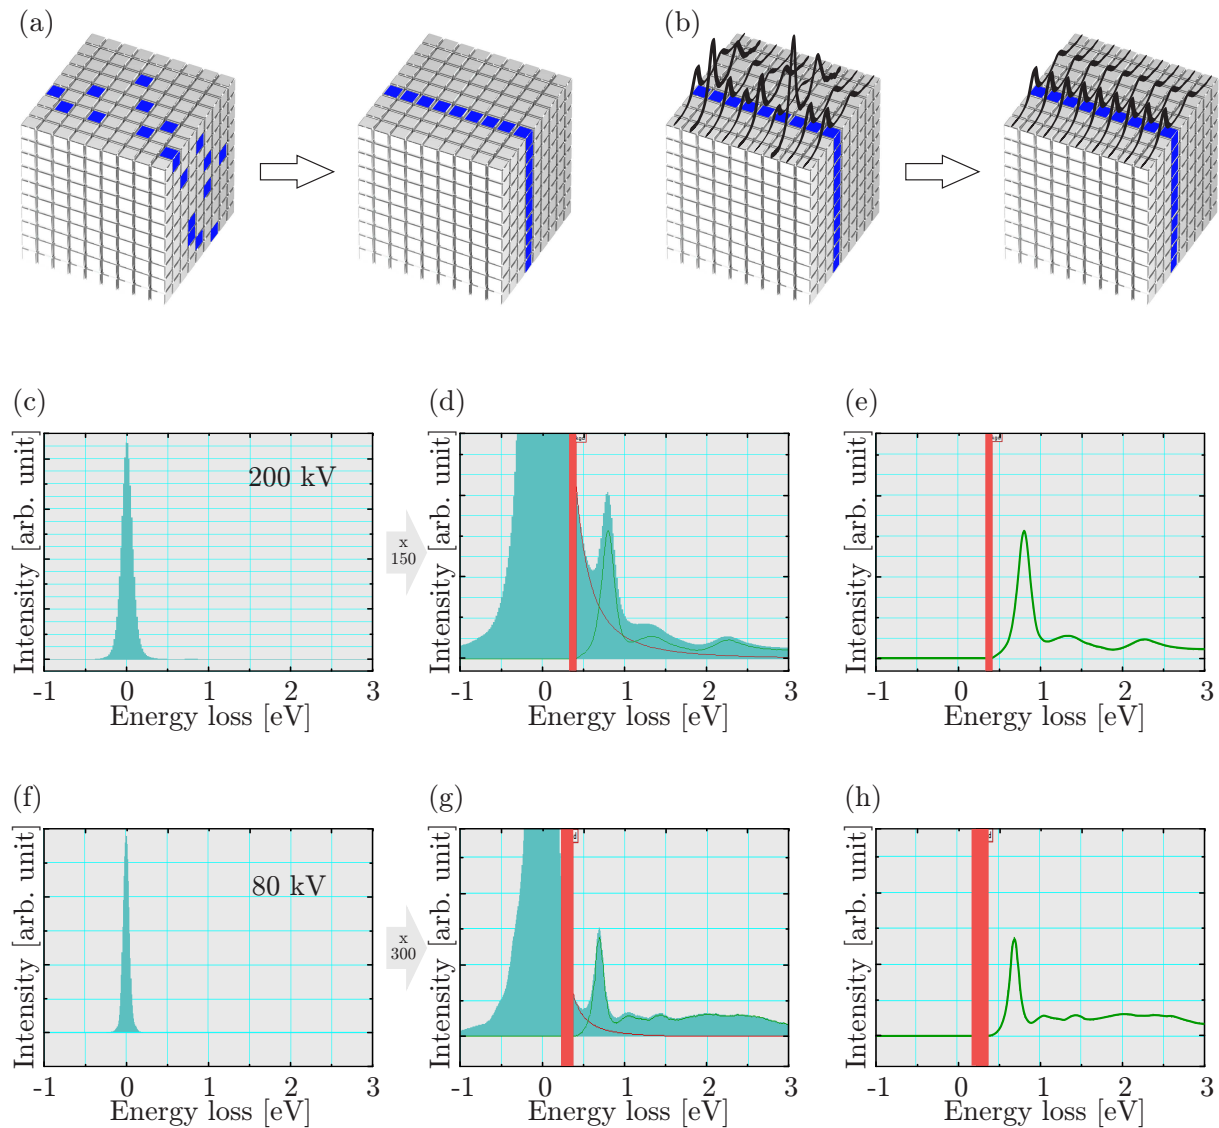 (a)
(b)
(c)
(d)
(e)
Intensity [arb. unit]
200 kV
-1 0 1 2 3
Energy loss [eV]
x
150
Intensity [arb. unit]
-1 0 1 2 3
Energy loss [eV]
Intensity [arb. unit]
-1 0 1 2 3
Energy loss [eV]
(f)
(g)
(h)
Intensity [arb. unit]
80 kV
-1 0 1 2 3
Energy loss [eV]
x
300
Intensity [arb. unit]
-1 0 1 2 3
Energy loss [eV]
Intensity [arb. unit]
-1 0 1 2 3
Energy loss [eV]